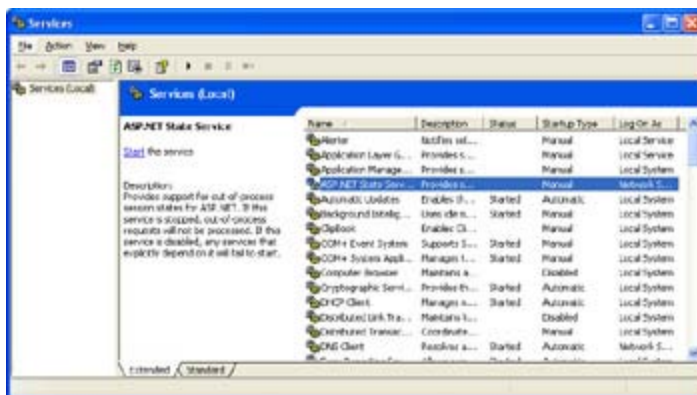 Services
File Action View Help
Services (Local)
Services (Local)
ASP.NET State Service
Start the service
Description:
Provides support for out-of-process
session states for ASP.NET. If this
service is stopped, out-of-process
requests will not be processed. If this
service is disabled, any services that
explicitly depend on it will fail to start.
Name Description Status Startup Type Log On As
Alerter Notifies sel... Manual Local Service
Application Layer G... Provides s... Manual Local Service
Application Manage... Provides s... Manual Local System
ASP.NET State Serv... Provides s... Manual Network S...
Automatic Updates Enables th... Started Automatic Local System
Background Intellig... Uses idle n... Started Manual Local System
ClipBook Enables Cli... Manual Local System
COM+ Event System Supports S... Started Manual Local System
COM+ System Appli... Manages t... Started Manual Local System
Computer Browser Maintains a... Disabled Local System
Cryptographic Servi... Provides th... Started Automatic Local System
DHCP Client Manages n... Started Automatic Local System
Distributed Link Tra... Maintains l... Disabled Local System
Distributed Transac... Coordinate... Manual
DNS Client Resolves a... Started Automatic Network S...
Extended Standard